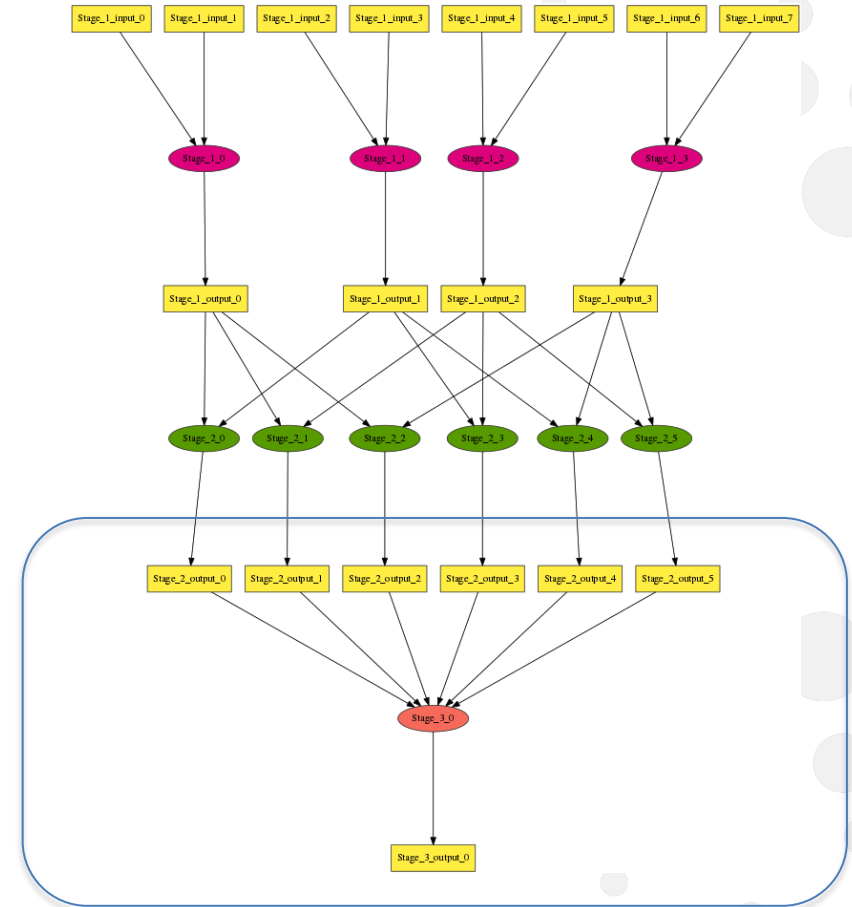 Stage_1_input_0
Stage_1_input_1
Stage_1_input_2
Stage_1_input_3
Stage_1_input_4
Stage_1_input_5
Stage_1_input_6
Stage_1_input_7
Stage_1_0
Stage_1_1
Stage_1_2
Stage_1_3
Stage_1_output_0
Stage_1_output_1
Stage_1_output_2
Stage_1_output_3
Stage_2_0
Stage_2_1
Stage_2_2
Stage_2_3
Stage_2_4
Stage_2_5
Stage_2_output_0
Stage_2_output_1
Stage_2_output_2
Stage_2_output_3
Stage_2_output_4
Stage_2_output_5
Stage_3_0
Stage_3_output_0